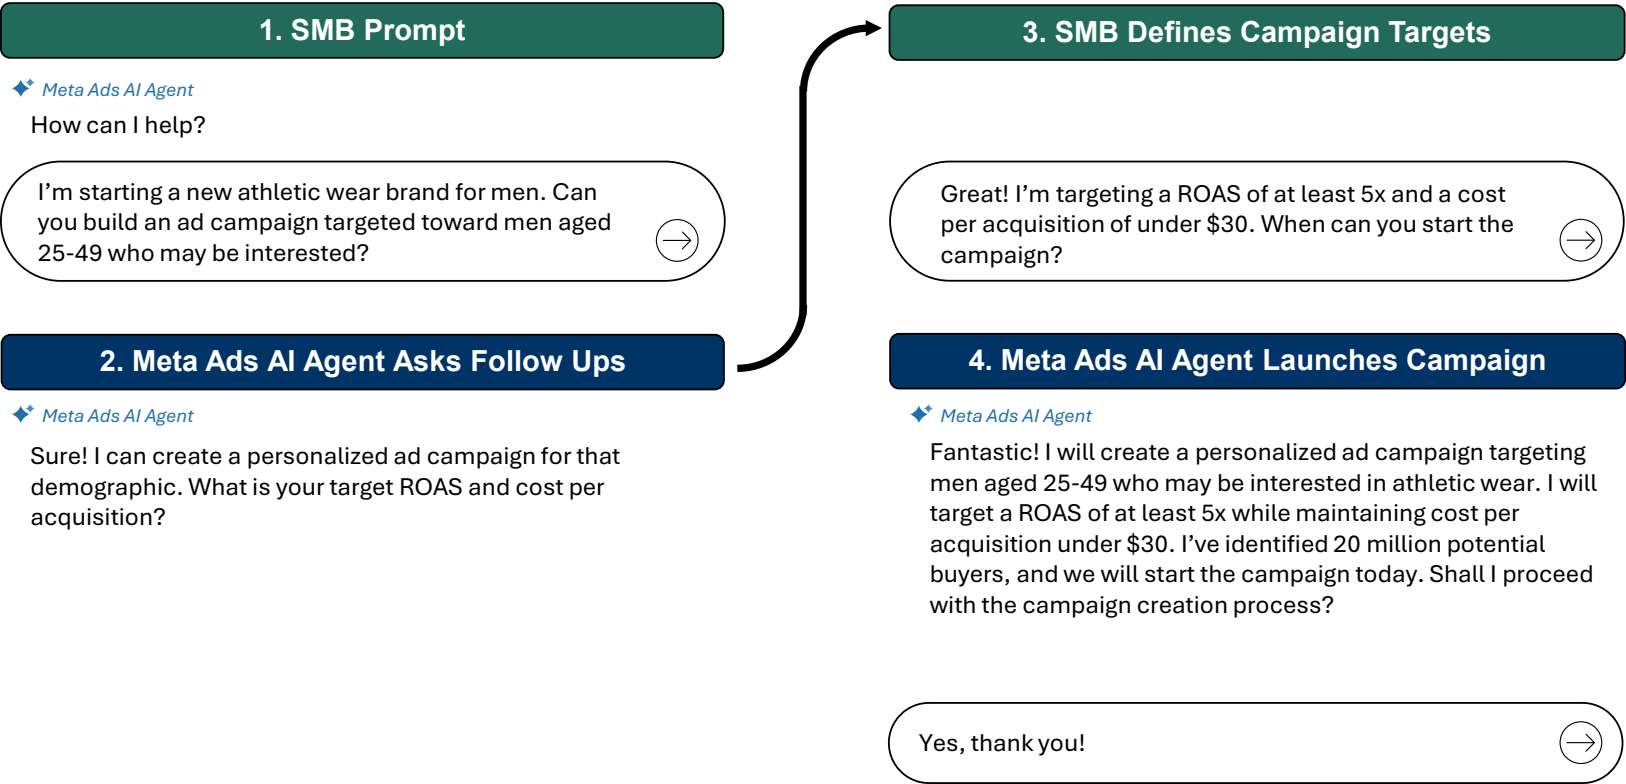 1. SMB Prompt
Meta Ads AI Agent
How can I help?
I'm starting a new athletic wear brand for men. Can
you build an ad campaign targeted toward men aged
25-49 who may be interested?
2. Meta Ads AI Agent Asks Follow Ups
Meta Ads AI Agent
Sure! I can create a personalized ad campaign for that
demographic. What is your target ROAS and cost per
acquisition?
3. SMB Defines Campaign Targets
Great! I'm targeting a ROAS of at least 5x and a cost
per acquisition of under $30. When can you start the
campaign?
4. Meta Ads AI Agent Launches Campaign
Meta Ads AI Agent
Fantastic! I will create a personalized ad campaign targeting
men aged 25-49 who may be interested in athletic wear. I will
target a ROAS of at least 5x while maintaining cost per
acquisition under $30. I've identified 20 million potential
buyers, and we will start the campaign today. Shall I proceed
with the campaign creation process?
Yes, thank you!